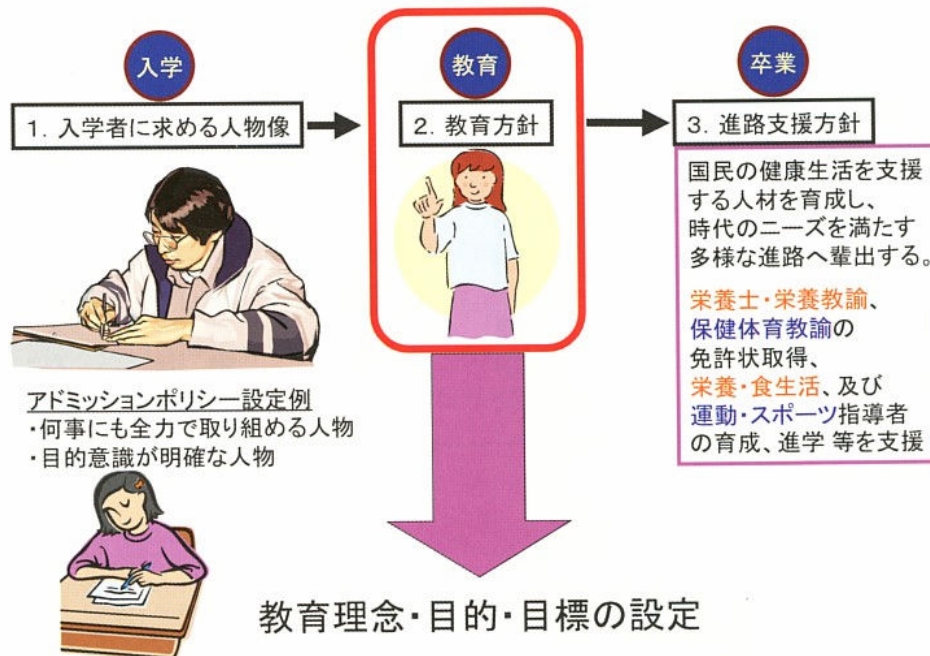 入学
1. 入学者に求める人物像
教育
2. 教育方針
卒業
3. 進路支援方針
国民の健康生活を支援
する人材を育成し、
時代のニーズを満たす
多様な進路へ輩出する。
栄養士・栄養教諭、
保健体育教諭の
免許状取得、
栄養・食生活、及び
運動・スポーツ指導者
の育成、進学 等を支援
アドミッションポリシー設定例
・何事にも全力で取り組める人物
・目的意識が明確な人物
教育理念・目的・目標の設定